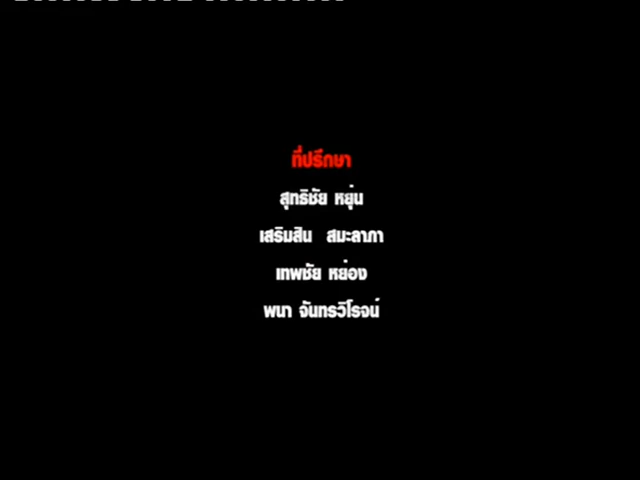 ที่ปรึกษา
สุทธิชัย หยุ่น
เสริมสิน สมะลาภา
เทพชัย หย่อง
พนา จันทรวิโรจน์